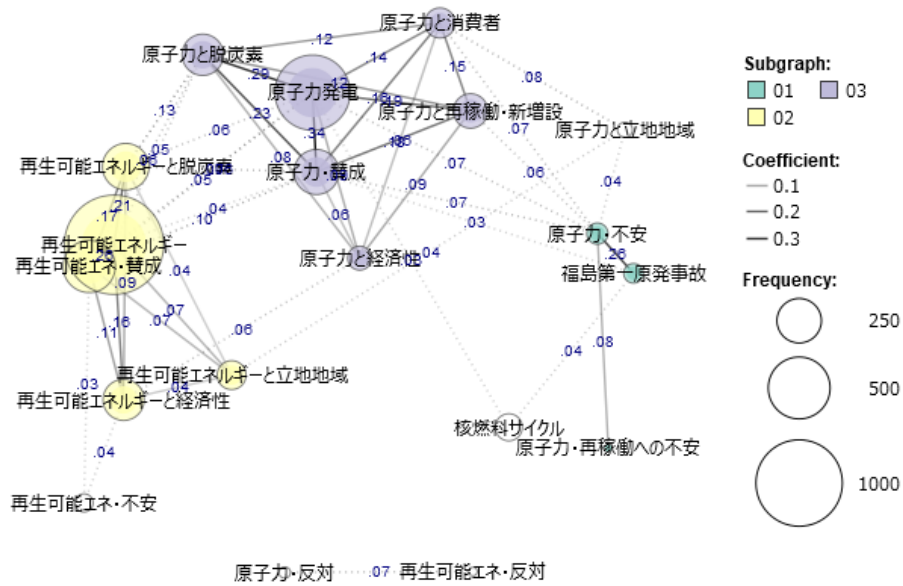 原子力と消費者
.12
原子力と脱炭素
.14
Subgraph:
.29
.15
.08
01
03
原子力発電
02
.13
.23
原子力と再稼働・新増設
.06
.34
.07
原子力と立地地域
.05
Coefficient:
再生可能エネルギーと脱炭素
.08
原子力・賛成
.07
.06
.04
0.1
.05
.09
0.2
.21
.04
.06
.07
.03
0.3
.17
.10
原子力・不安
再生可能エネルギー
原子力と経済性
.04
.26
再生可能エネ・賛成
.04
福島第一原発事故
Frequency:
.09
.07
250
.11
.16
.07
.06
.08
.04
再生可能エネルギーと立地地域
.03
.04
500
再生可能エネルギーと経済性
核燃料サイクル
原子力・再稼働への不安
.04
1000
再生可能エネ・不安
原子力・反対
.07
再生可能エネ・反対